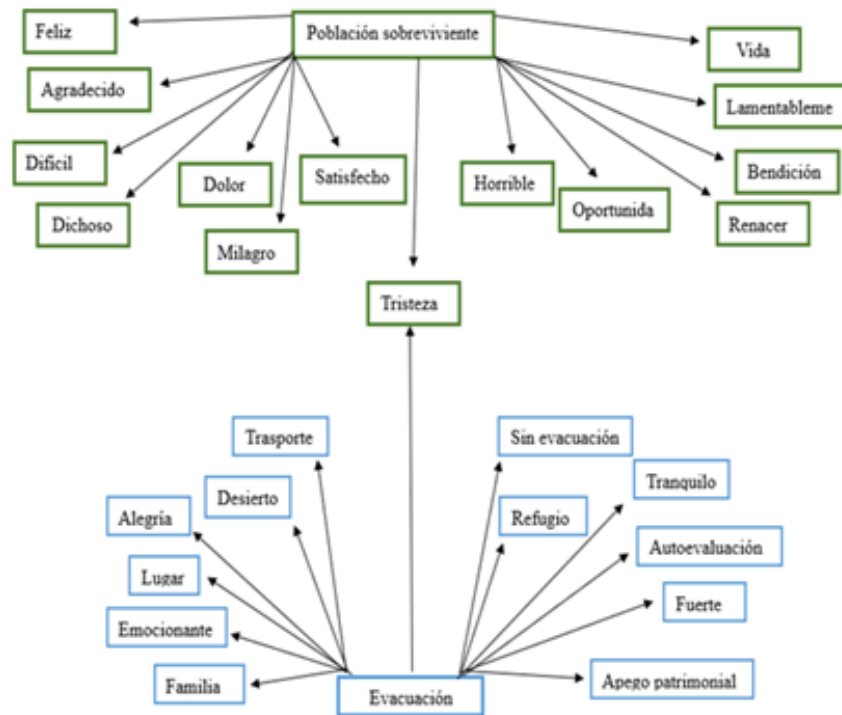 Feliz
Población sobreviviente
Vida
Agradecido
Lamentableme
Difícil
Dolor
Satisfecho
Horrible
Bendición
Dichoso
Oportunida
Renacer
Milagro
Tristeza
Trasporte
Sin evacuación
Desierto
Tranquilo
Alegría
Refugio
Autoevaluación
Lugar
Fuerte
Emocionante
Familia
Evacuación
Apego patrimonial